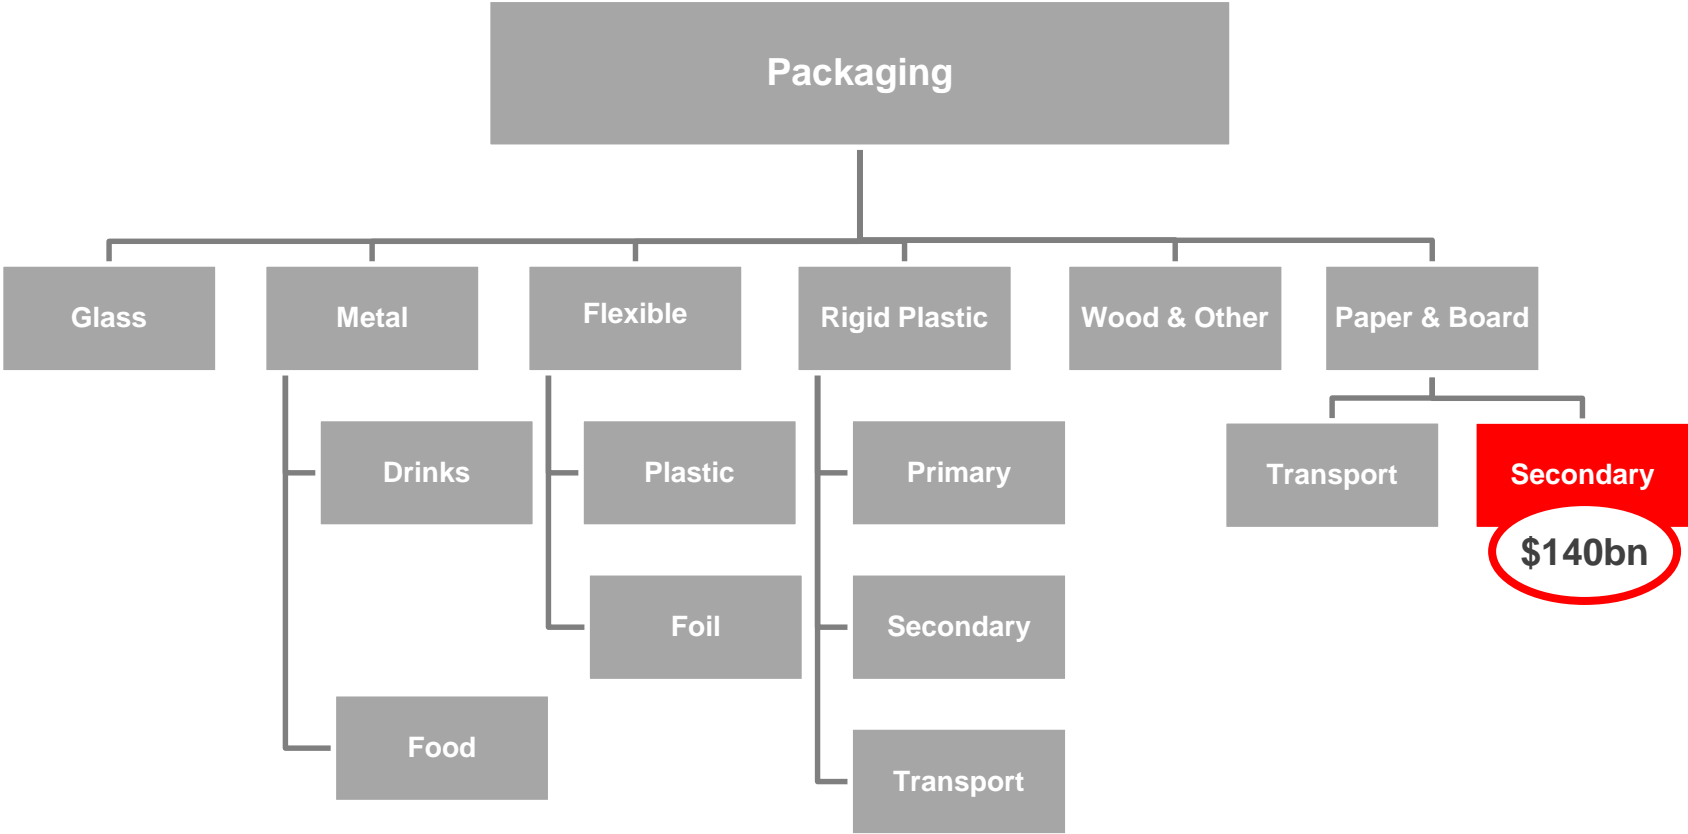 Packaging
Glass
Metal
Flexible
Rigid Plastic
Wood & Other
Paper & Board
Drinks
Plastic
Primary
Transport
Secondary
$140bn
Foil
Secondary
Food
Transport